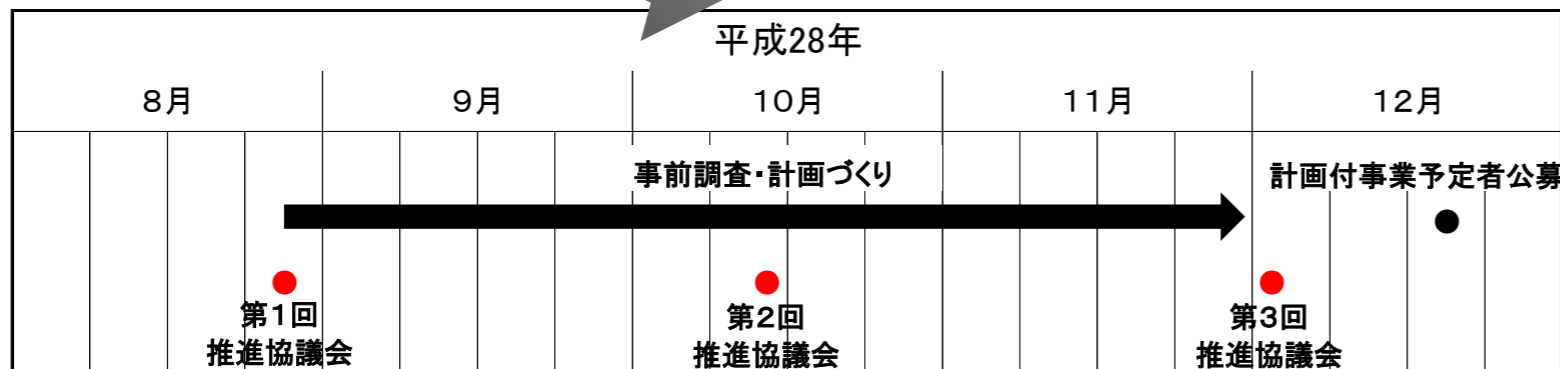 平成28年
８月
９月
10月
11月
12月
事前調査・計画づくり
計画付事業予定者公募
第１回
推進協議会
第２回
推進協議会
第３回
推進協議会